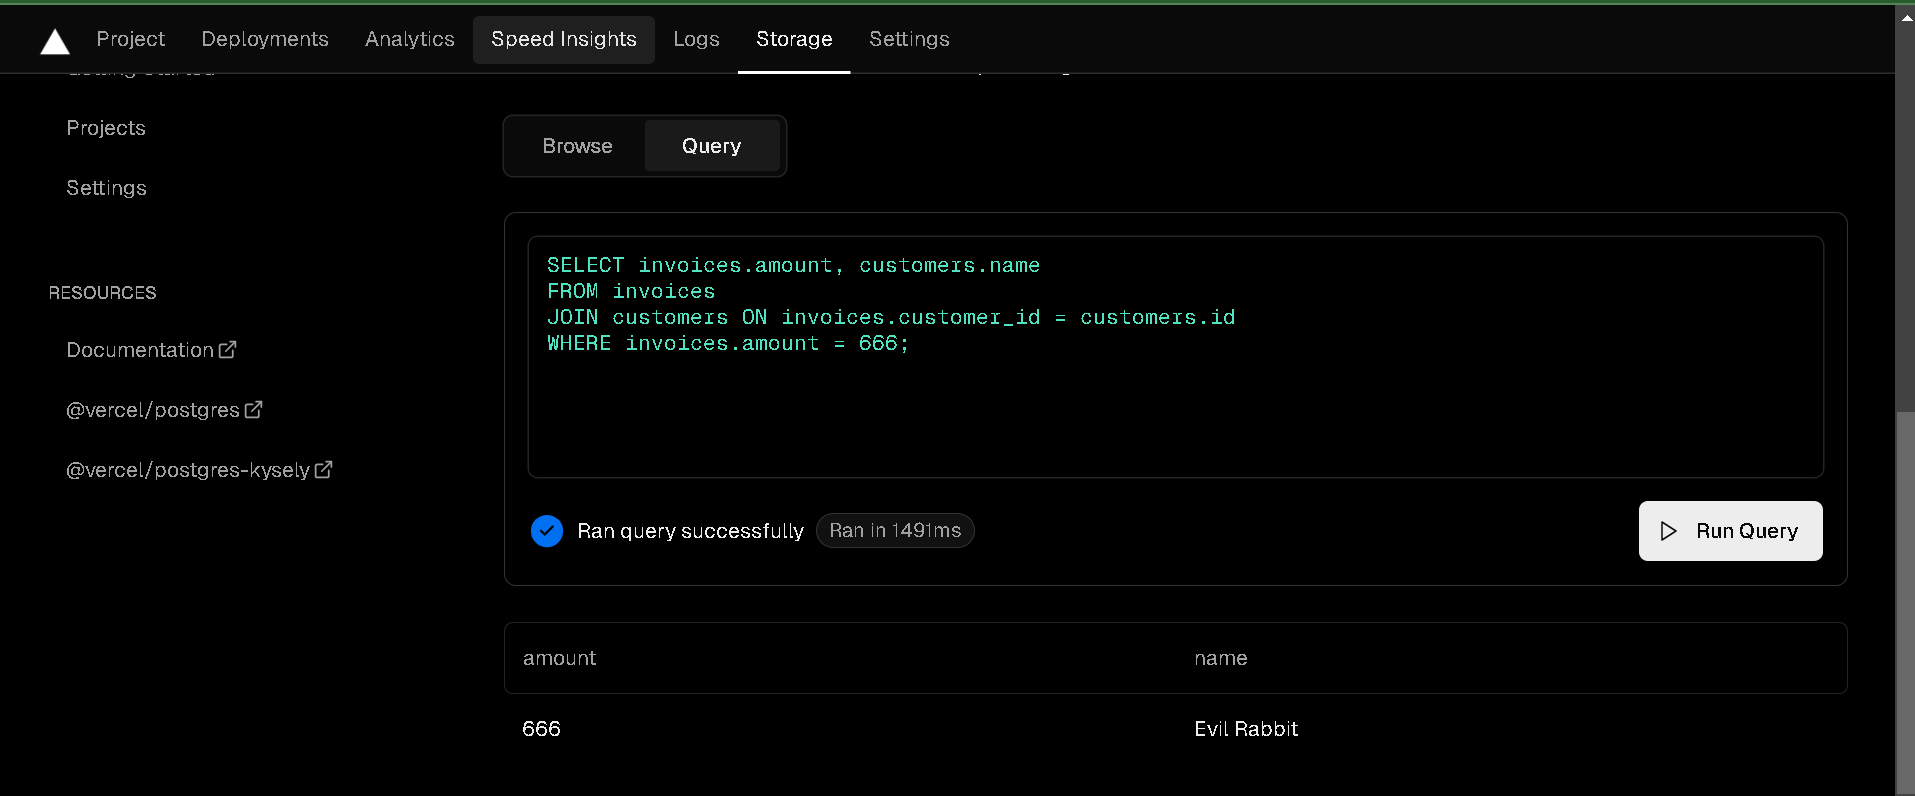 Project Deployments Analytics Speed Insights Logs Storage Settings
Projects
Settings
RESOURCES
Documentation
@vercel/postgres
@vercel/postgres-kysely
Browse Query
SELECT invoices.amount, customers.name
FROM invoices
JOIN customers ON invoices.customer_id = customers.id
WHERE invoices.amount = 666;
Ran query successfully Ran in 1491ms
Run Query
amount name
666 Evil Rabbit